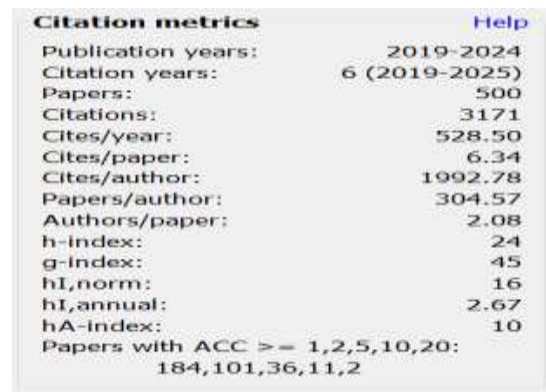 Citation metrics Help
Publication years: 2019-2024
Citation years: 6 (2019-2025)
Papers: 500
Citations: 3171
Cites/year: 528.50
Cites/paper: 6.34
Cites/author: 1992.78
Papers/author: 304.57
Authors/paper: 2.08
h-index: 24
g-index: 45
hI,norm: 16
hI,annual: 2.67
hA-index: 10
Papers with ACC >= 1,2,5,10,20:
184,101,36,11,2